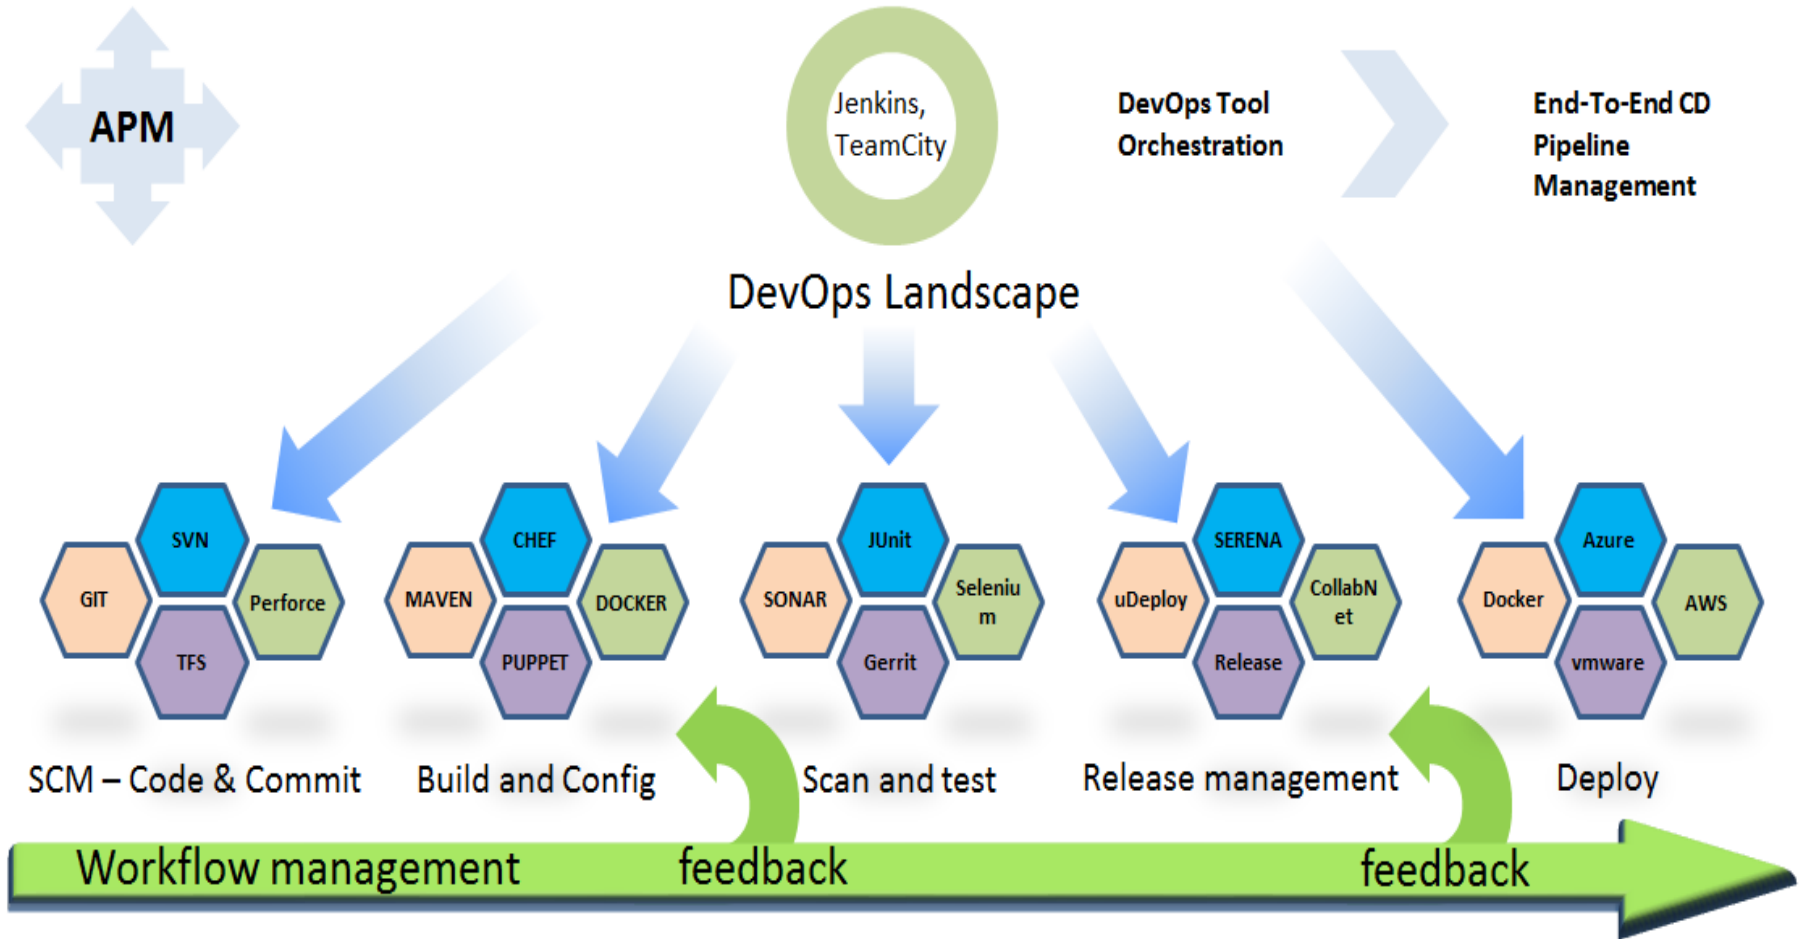 APM
Jenkins,
TeamCity
DevOps Tool
Orchestration
End-To-End CD
Pipeline
Management
DevOps Landscape
SVN
GIT
Perforce
TFS
CHEF
MAVEN
DOCKER
PUPPET
JUnit
SONAR
Seleniu
m
Gerrit
SERENA
uDeploy
CollabN
et
Release
Azure
Docker
AWS
vmware
SCM – Code & Commit
Build and Config
Scan and test
Release management
Deploy
Workflow management
feedback
feedback